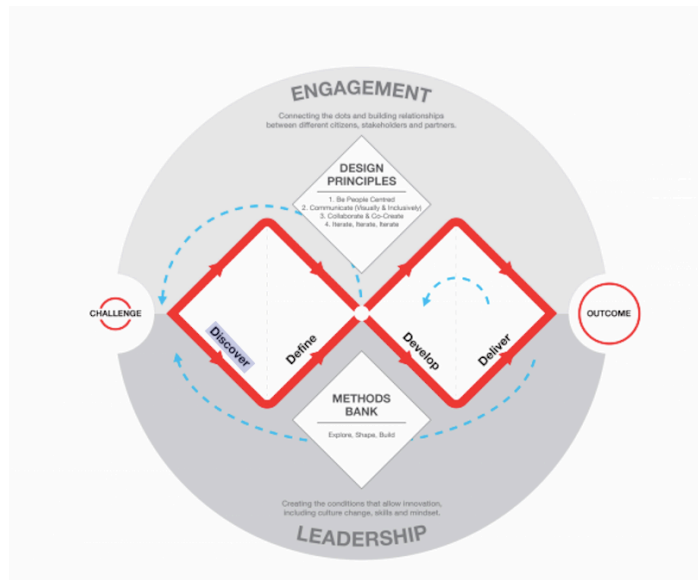 ENGAGEMENT
Connecting the dots and building relationships
between different citizens, stakeholders and partners.
DESIGN
PRINCIPLES
1. Be People Centred
2. Communicate (Visually & Inclusively)
3. Collaborate & Co-Create
4. Iterate, Iterate, Iterate
CHALLENGE
OUTCOME
Discover
Define
Develop
Deliver
METHODS
BANK
Explore, Shape, Build
Creating the conditions that allow innovation,
including culture change, skills and mindset.
LEADERSHIP